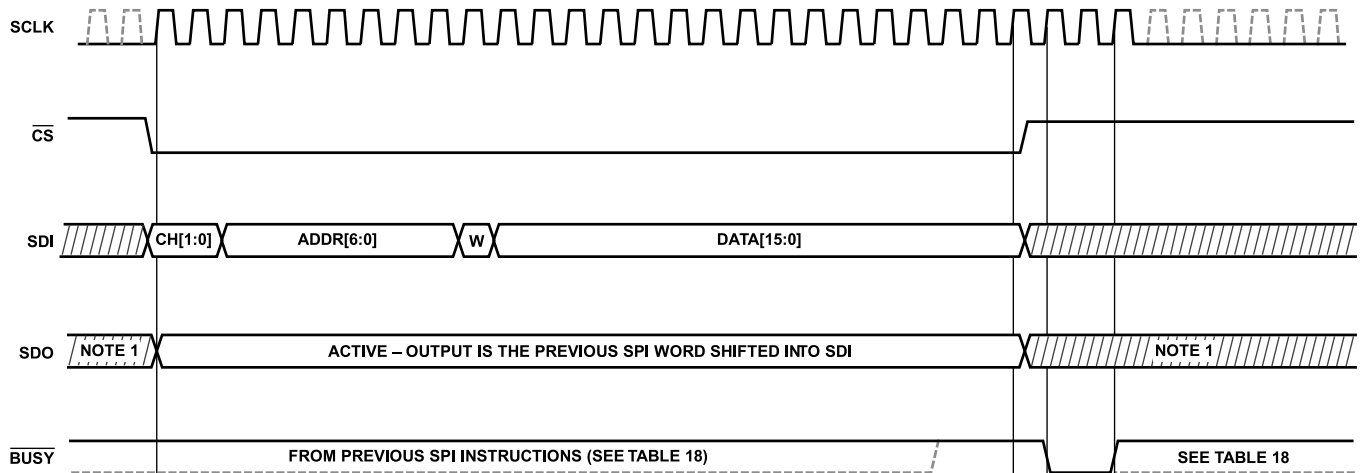 SCLK
CS
SDI
CH[1:0]
ADDR[6:0]
W
DATA[15:0]
SDO
NOTE 1
ACTIVE – OUTPUT IS THE PREVIOUS SPI WORD SHIFTED INTO SDI
NOTE 1
BUSY
FROM PREVIOUS SPI INSTRUCTIONS (SEE TABLE 18)
SEE TABLE 18